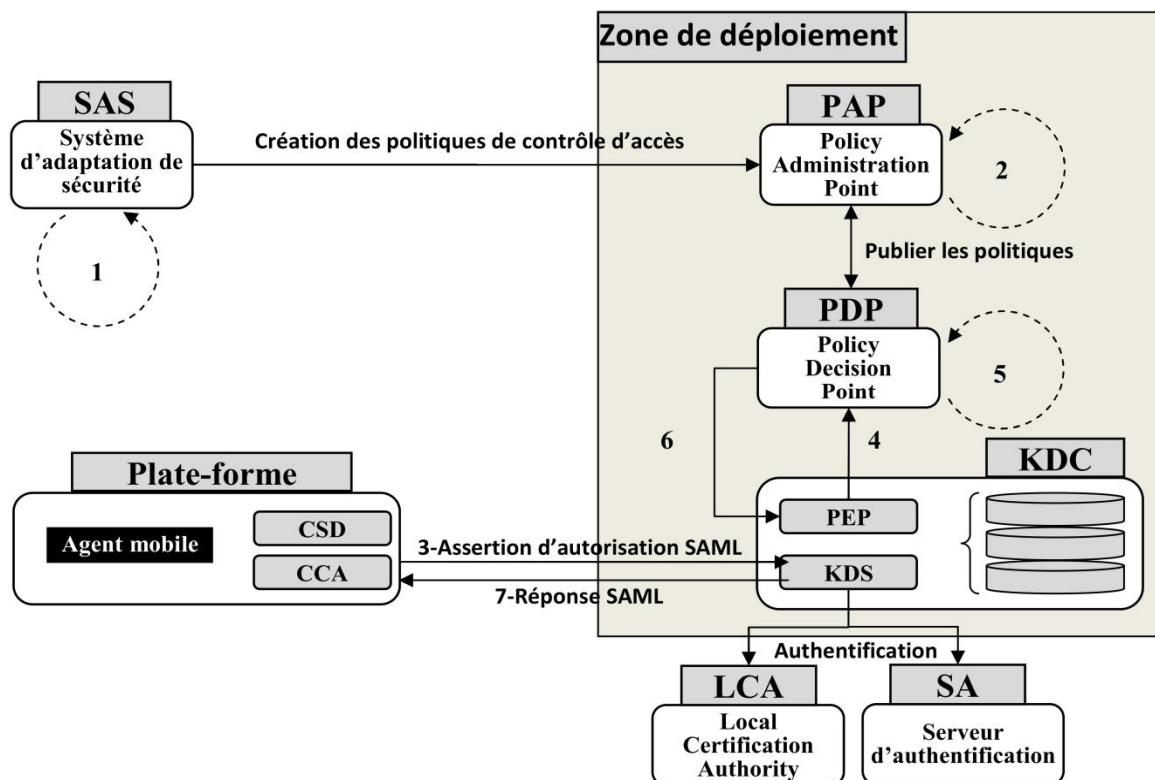 Zone de déploiement
SAS
Système
d'adaptation de
sécurité
1
Création des politiques de contrôle d'accès
PAP
Policy
Administration
Point
2
Publier les politiques
PDP
Policy
Decision
Point
5
6
4
KDC
Plate-forme
Agent mobile
CSD
CCA
3-Assertion d'autorisation SAML
7-Réponse SAML
PEP
KDS
Authentification
LCA
Local
Certification
Authority
SA
Serveur
d'authentification